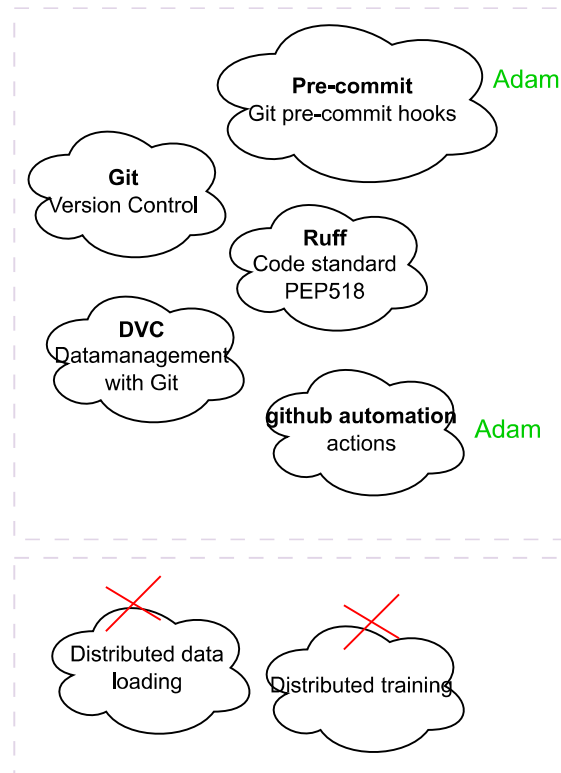 Pre-commit
Git pre-commit hooks
Adam
Git
Version Control
Ruff
Code standard
PEP518
DVC
Datamanagement
with Git
github automation
actions
Adam
Distributed data
loading
Distributed training